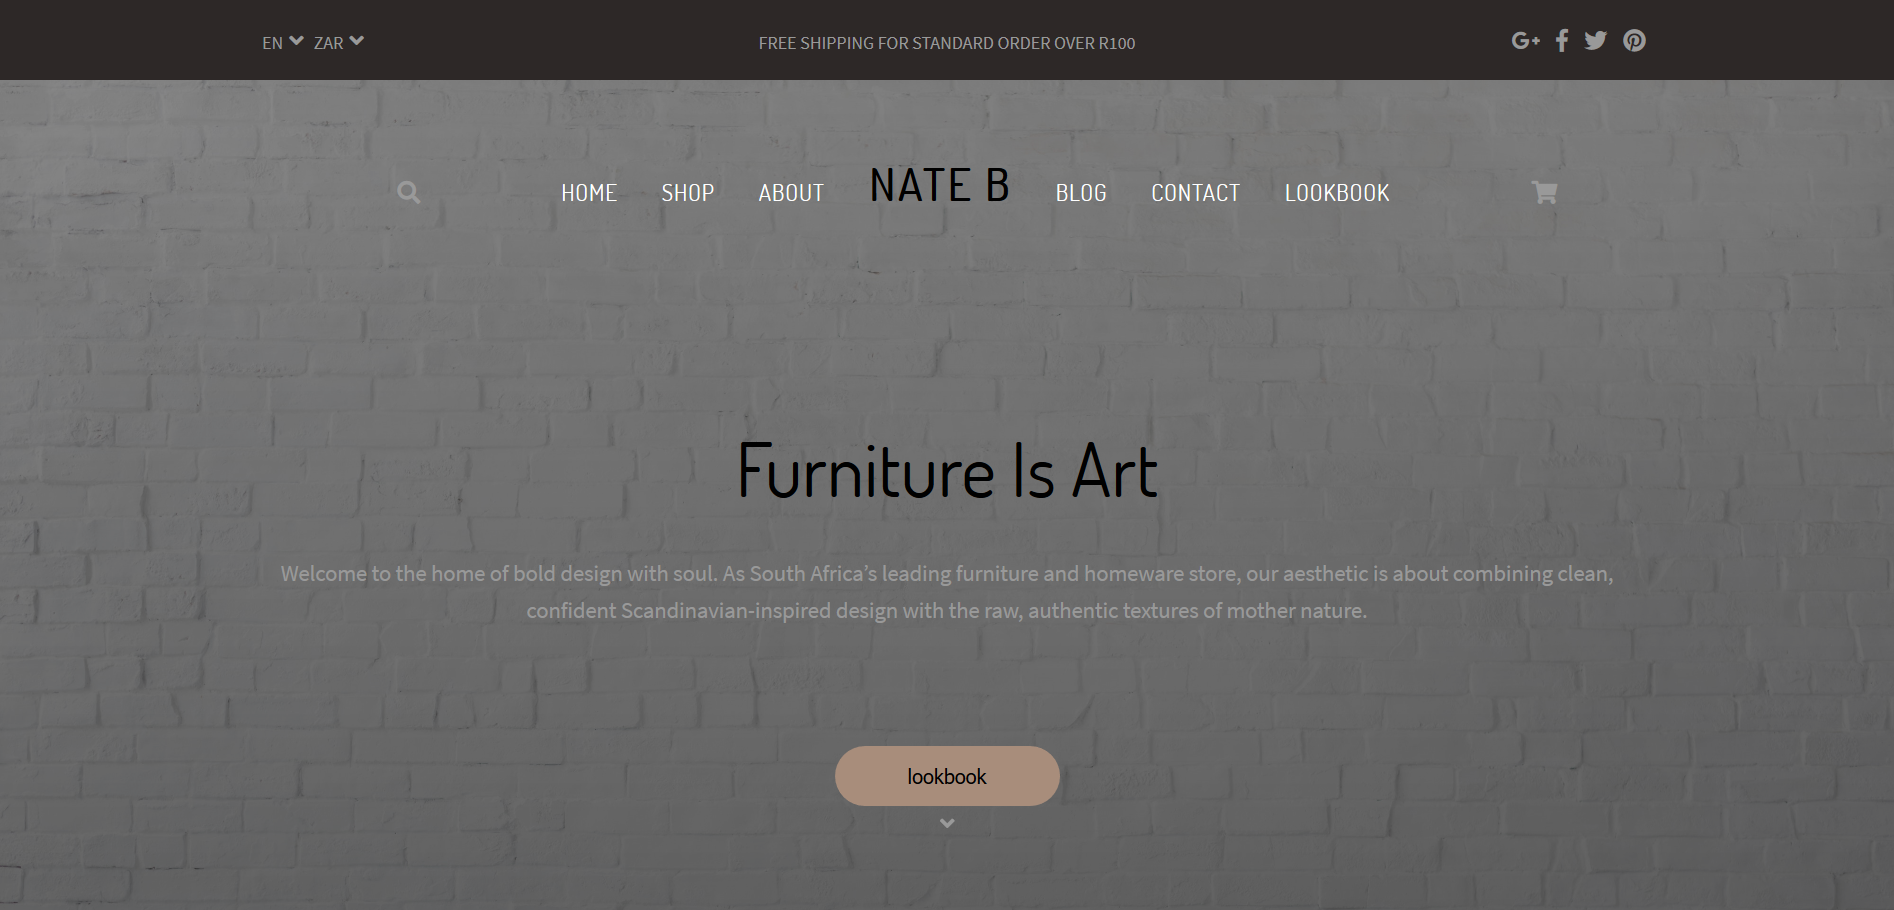 EN ZAR
FREE SHIPPING FOR STANDARD ORDER OVER R100
HOME SHOP ABOUT NATE B BLOG CONTACT LOOKBOOK
Furniture Is Art
Welcome to the home of bold design with soul. As South Africa’s leading furniture and homeware store, our aesthetic is about combining clean,
confident Scandinavian-inspired design with the raw, authentic textures of mother nature.
lookbook